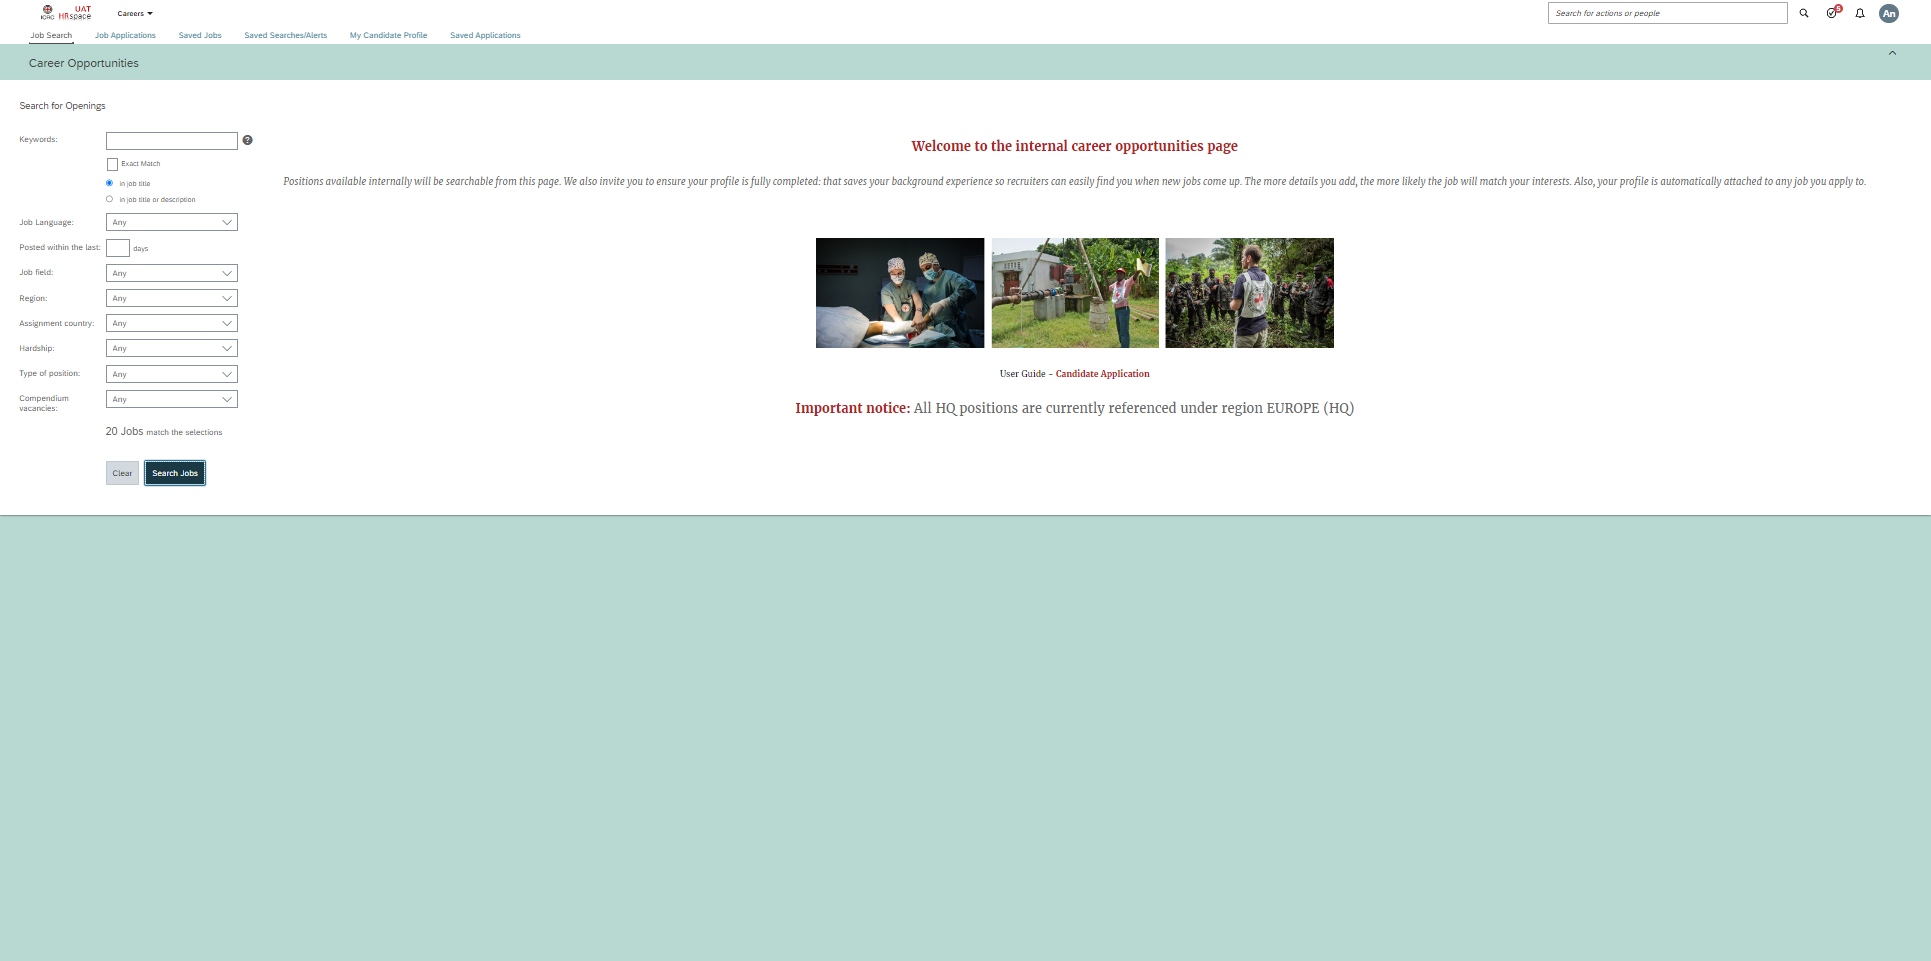 ICRC
UAT
HRspace
Careers
Search for actions or people
5
An
Job Search
Job Applications
Saved Jobs
Saved Searches/Alerts
My Candidate Profile
Saved Applications
Career Opportunities
Search for Openings
Keywords:
?
Exact Match
in job title
in job title or description
Job Language:
Any
Posted within the last:
days
Job field:
Any
Region:
Any
Assignment country:
Any
Hardship:
Any
Type of position:
Any
Compendium
vacancies:
Any
20 Jobs match the selections
Clear
Search Jobs
Welcome to the internal career opportunities page
Positions available internally will be searchable from this page. We also invite you to ensure your profile is fully completed: that saves your background experience so recruiters can easily find you when new jobs come up. The more details you add, the more likely the job will match your interests. Also, your profile is automatically attached to any job you apply to.
User Guide - Candidate Application
Important notice: All HQ positions are currently referenced under region EUROPE (HQ)